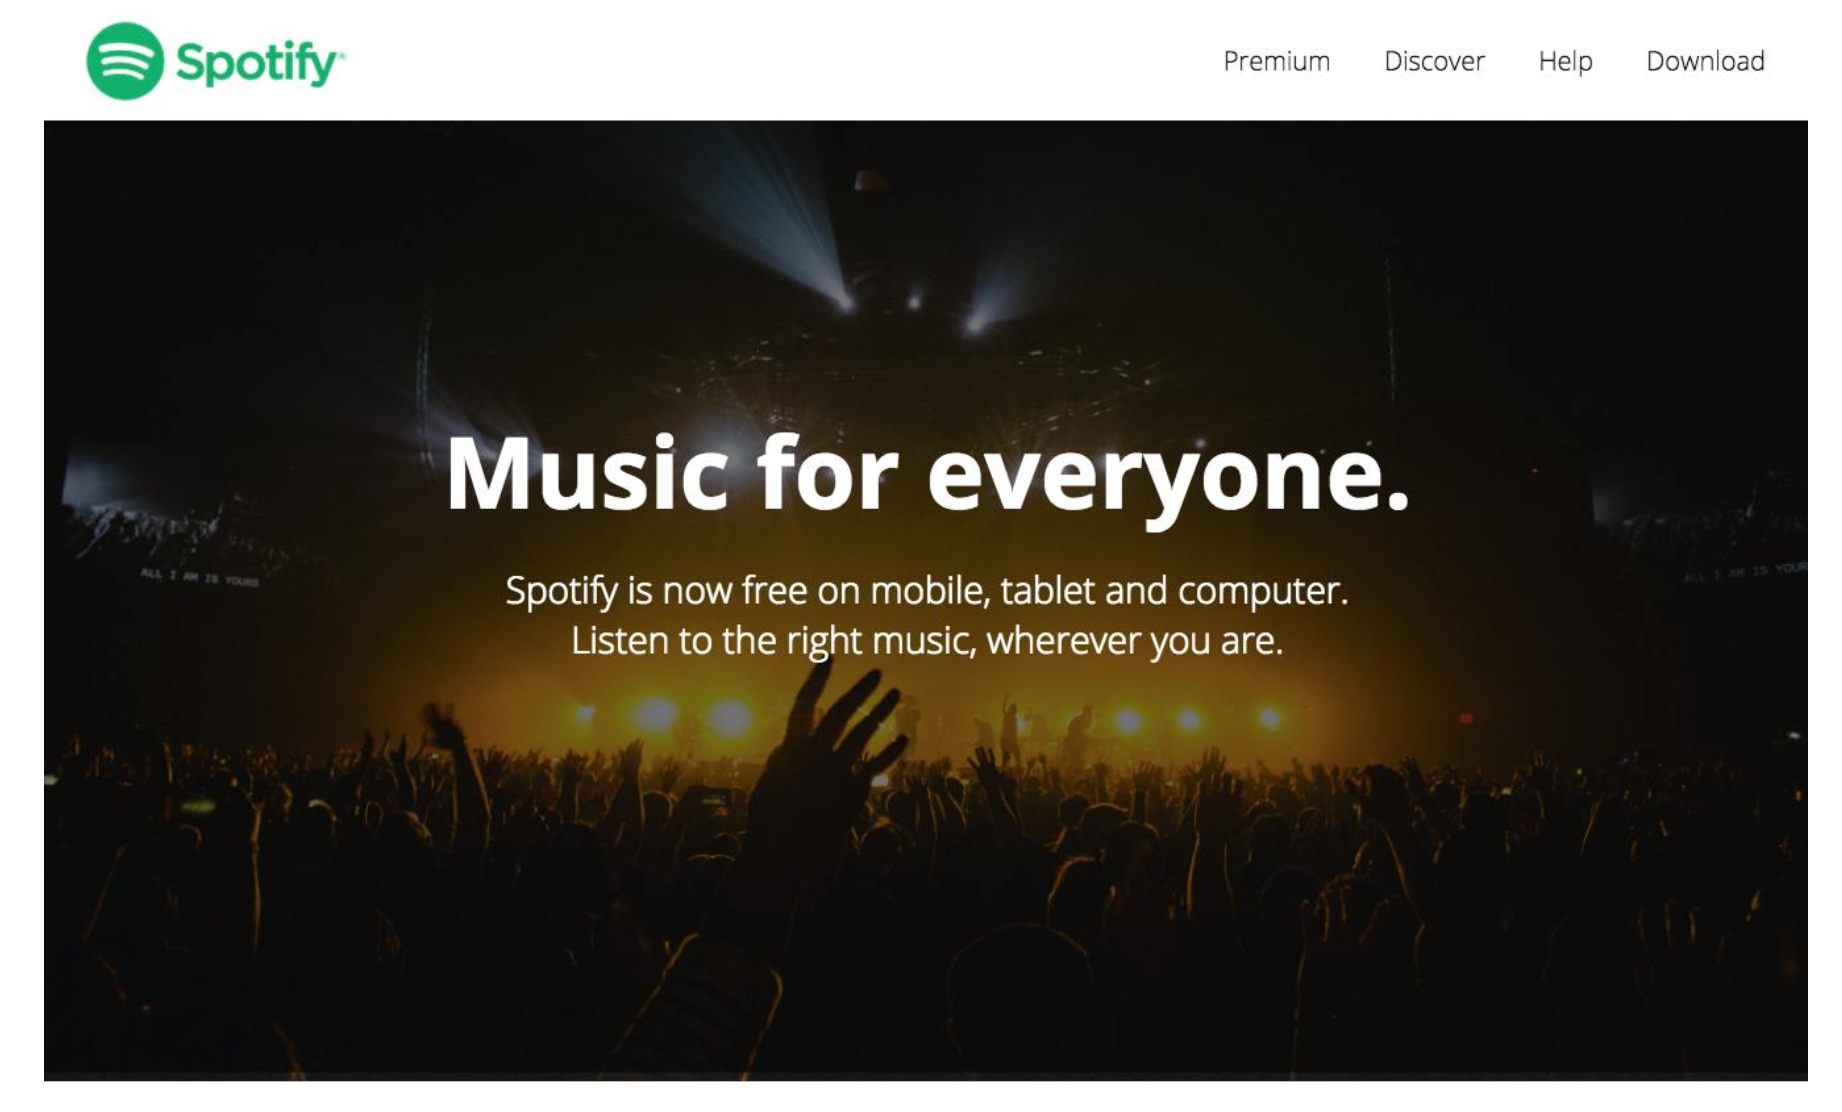 Spotify
Premium Discover Help Download
Music for everyone.
Spotify is now free on mobile, tablet and computer.
Listen to the right music, wherever you are.
ALL I AM IS YOURS
ALL I AM IS YOUR